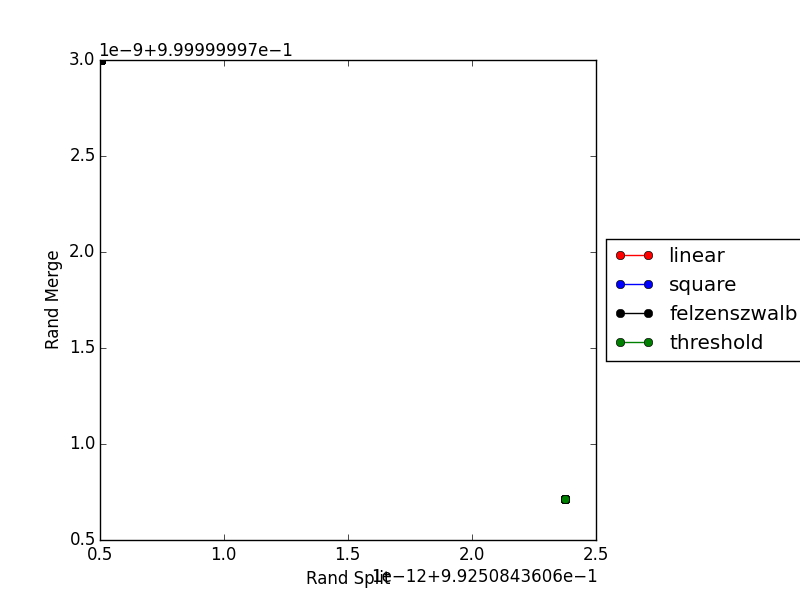 1e−9+9.99999997e−1
3.0
2.5
2.0
1.5
1.0
0.5
Rand Merge
0.5 1.0 1.5 2.0 2.5
Rand Split
1e−12+9.9250843606e−1
linear
square
felzenszwalb
threshold